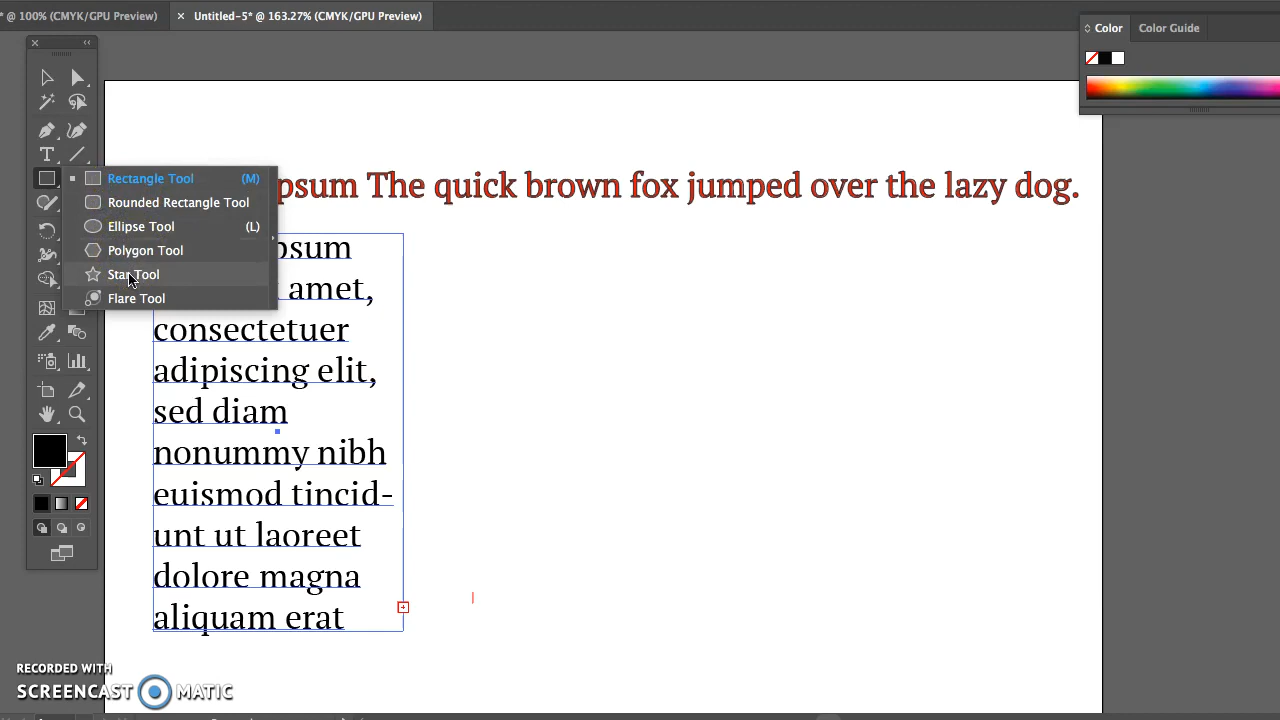 * @ 100% (CMYK/GPU Preview)
× Untitled-5* @ 163.27% (CMYK/GPU Preview)
Color
Color Guide
T
Rectangle Tool (M)
Rounded Rectangle Tool
Ellipse Tool (L)
Polygon Tool
Star Tool
Flare Tool
psum The quick brown fox jumped over the lazy dog.
psum
amet,
consectetuer
adipiscing elit,
sed diam
nonummy nibh
euismod tincid-
unt ut laoreet
dolore magna
aliquam erat
RECORDED WITH
SCREENCAST MATIC